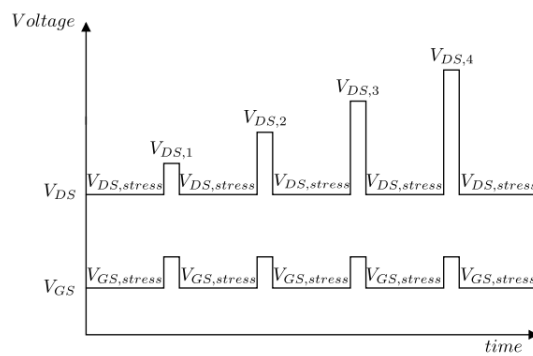 Voltage
V_{DS,4}
V_{DS,3}
V_{DS,2}
V_{DS,1}
V_{DS,stress} V_{DS,stress} V_{DS,stress} V_{DS,stress} V_{DS,stress}
V_{DS}
V_{GS,stress} V_{GS,stress} V_{GS,stress} V_{GS,stress} V_{GS,stress}
V_{GS}
time